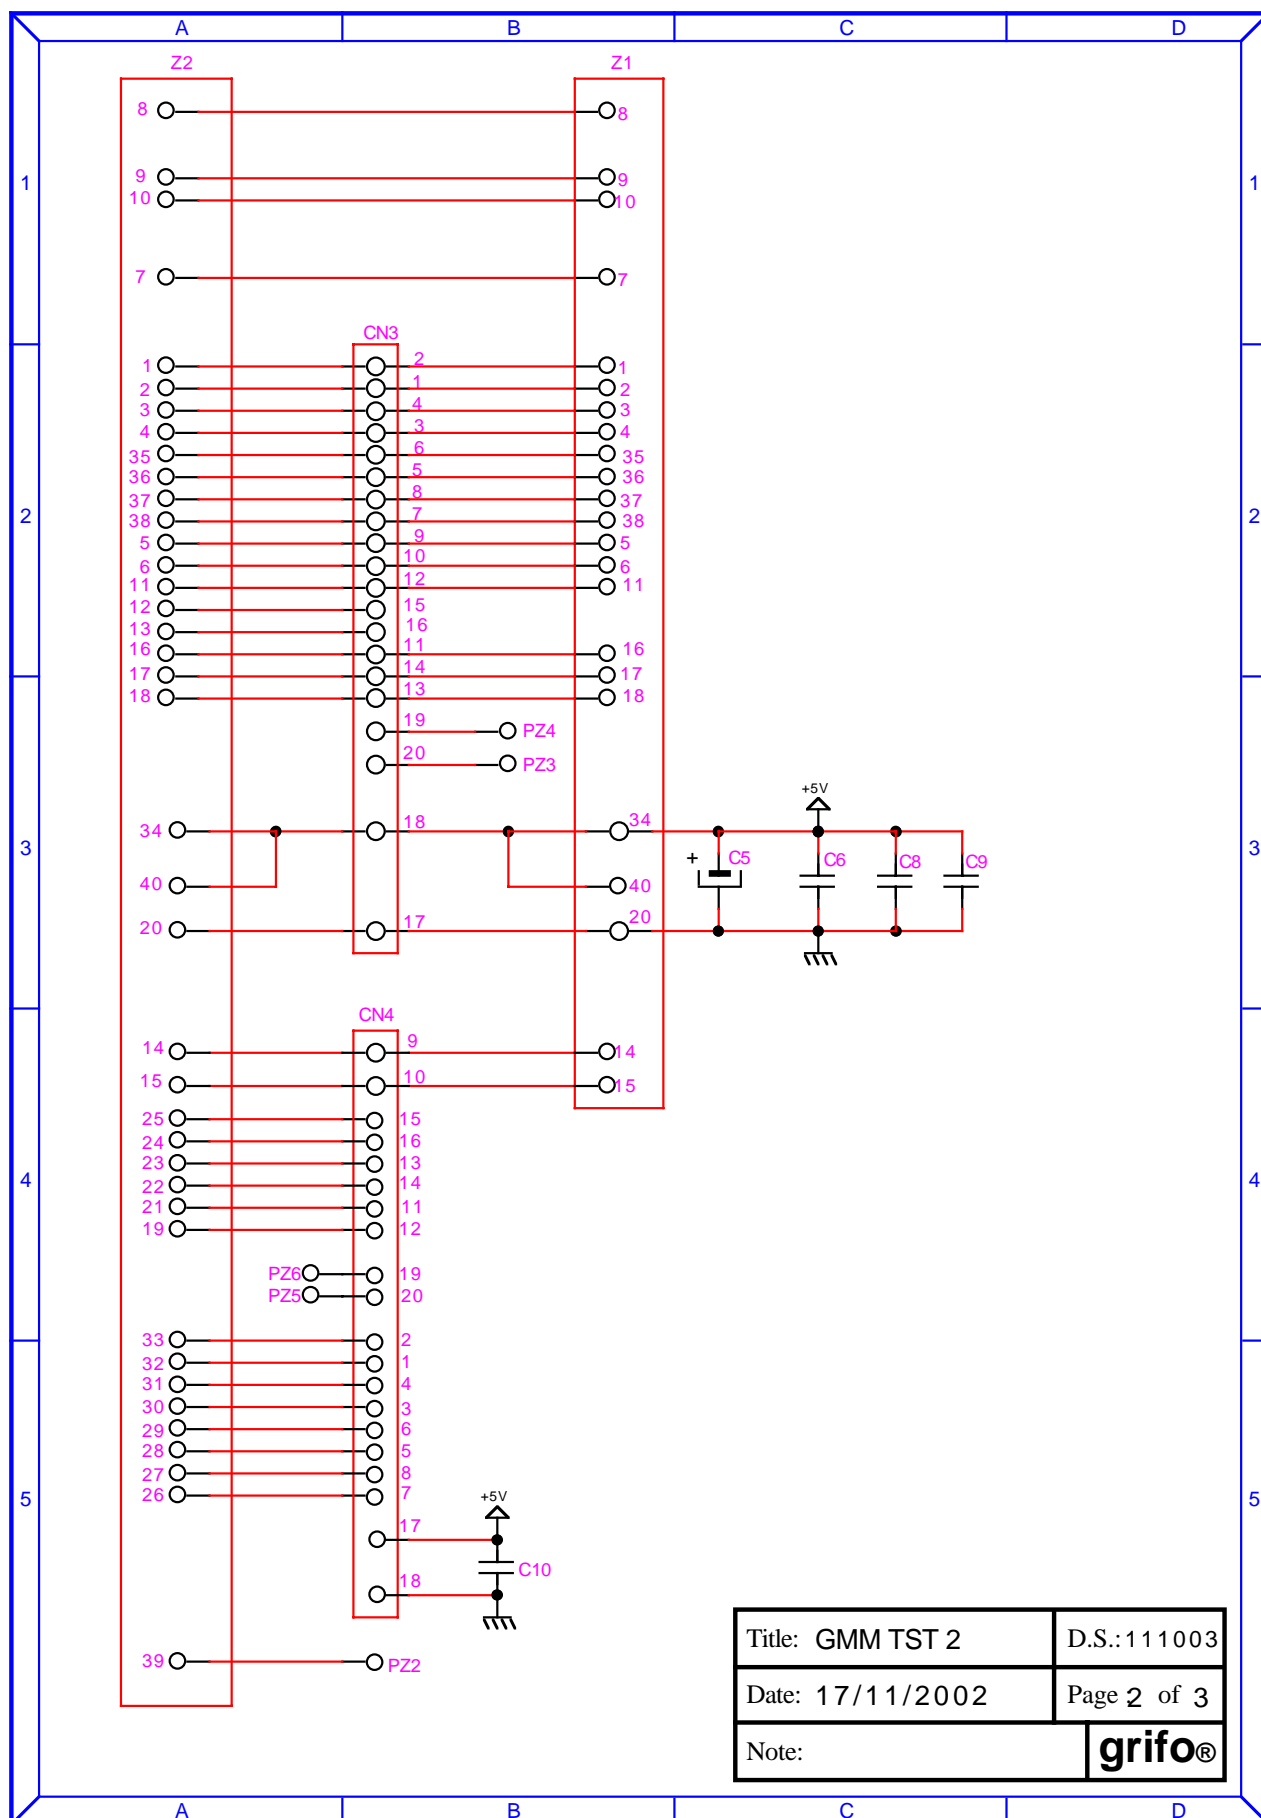 A B C D
Z2 Z1
8 8
1 1
9 9
10 10
7 7
CN3
1 2 1
2 1 2
3 4 3
4 3 4
35 6 35
36 5 36
37 8 37
2 38 7 38 2
5 9 5
6 10 6
11 12 11
12 15
13 16
16 11 16
17 14 17
18 13 18
19 PZ4
20 PZ3
+5V
34 18 34
3 3
+ C5 C6 C8 C9
40 40
20 17 20
CN4
14 9 14
15 10 15
25 15
24 16
23 13
4 22 14 4
21 11
19 12
PZ6 19
PZ5 20
33 2
32 1
31 4
30 3
29 6
28 5
27 8
26 7
5 5
+5V
17
C10
18
39 PZ2
Title: GMM TST 2 D.S.:111003
Date: 17/11/2002 Page : 2 of 3
Note: grifo®
A B C D